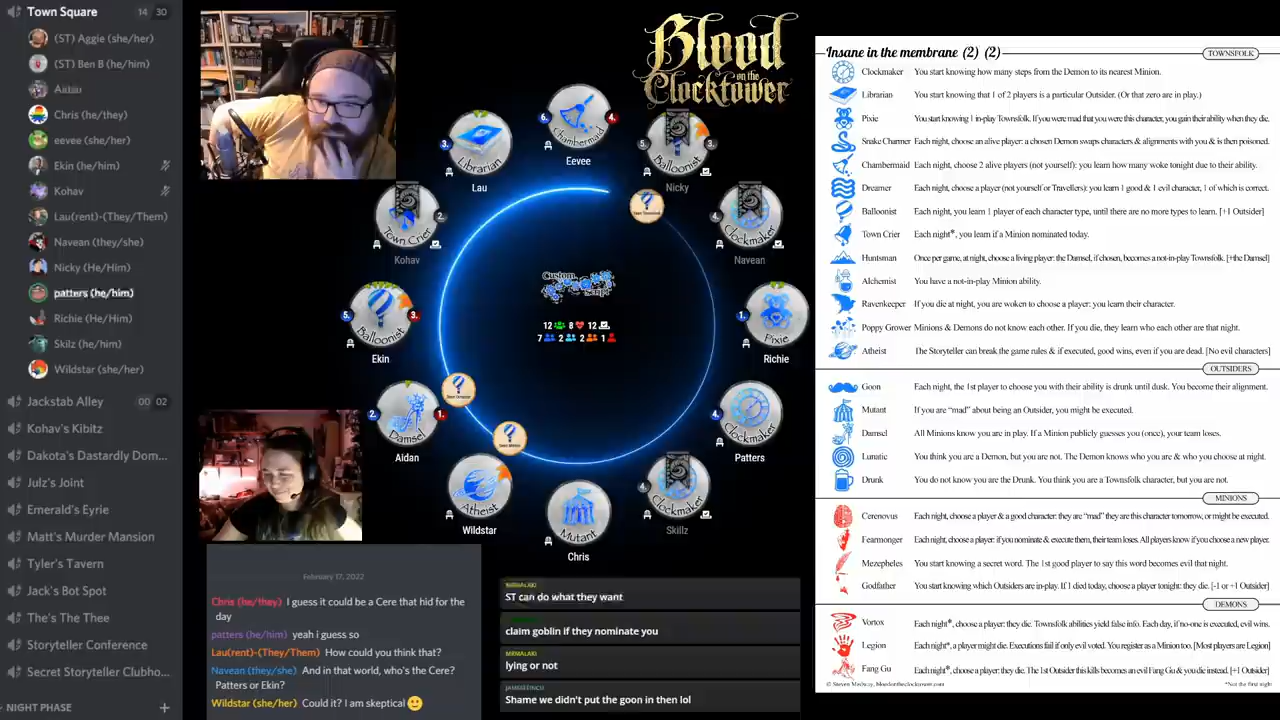 Town Square 14 30
(ST) Aggie (she/her)
(ST) Ben B (he/him)
Aidan
Chris (he/they)
eevee (she/her)
Ekin (he/him)
Kohav
Lau(rent)-(They/Them)
Navean (they/she)
Nicky (He/Him)
patters (he/him)
Richie (He/Him)
Skilz (he/him)
Wildstar (she/her)
Jackstab Alley 00 02
Kohav's Kibitz
Dakota's Dastardly Dom...
Julz's Joint
Emerald's Eyrie
Matt's Murder Mansion
Tyler's Tavern
Jack's Jackpot
The's The Thee
Storyteller Conference
Secret Storyteller Clubho...
NIGHT PHASE +
Blood
on the
Clocktower
6. Chambermaid 4.
Eevee
3. Librarian
Lau
5. Balloonist 3.
Nicky
Town Crier 2.
Kohav
4. Clockmaker
Navean
5. Balloonist 3.
Ekin
1. Pixie
Richie
2. Damsel 1.
Aidan
4. Clockmaker
Patters
Atheist
Wildstar
Mutant
Chris
4. Clockmaker
Skillz
Custom
Script
12 8 12
7 2 2 1
February 17, 2022
Chris (he/they) I guess it could be a Cere that hid for the
day
patters (he/him) yeah i guess so
Lau(rent)-(They/Them) How could you think that?
Navean (they/she) And in that world, who's the Cere?
Patters or Ekin?
Wildstar (she/her) Could it? I am skeptical 🙂
ST can do what they want
claim goblin if they nominate you
lying or not
Shame we didn't put the goon in then lol
Insane in the membrane (2) (2)
TOWNSFOLK
Clockmaker You start knowing how many steps from the Demon to its nearest Minion.
Librarian You start knowing that 1 of 2 players is a particular Outsider. (Or that zero are in play.)
Pixie You start knowing 1 in-play Townsfolk. If you were mad that you were this character, you gain their ability when they die.
Snake Charmer Each night, choose an alive player: a chosen Demon swaps characters & alignments with you & is then poisoned.
Chambermaid Each night, choose 2 alive players (not yourself): you learn how many woke tonight due to their ability.
Dreamer Each night, choose a player (not yourself or Travellers): you learn 1 good & 1 evil character, 1 of which is correct.
Balloonist Each night, you learn 1 player of each character type, until there are no more types to learn. [+1 Outsider]
Town Crier Each night*, you learn if a Minion nominated today.
Huntsman Once per game, at night, choose a living player: the Damsel, if chosen, becomes a not-in-play Townsfolk. [+the Damsel]
Alchemist You have a not-in-play Minion ability.
Ravenkeeper If you die at night, you are woken to choose a player: you learn their character.
Poppy Grower Minions & Demons do not know each other. If you die, they learn who each other are that night.
Atheist The Storyteller can break the game rules & if executed, good wins, even if you are dead. [No evil characters]
OUTSIDERS
Goon Each night, the 1st player to choose you with their ability is drunk until dusk. You become their alignment.
Mutant If you are "mad" about being an Outsider, you might be executed.
Damsel All Minions know you are in play. If a Minion publicly guesses you (once), your team loses.
Lunatic You think you are a Demon, but you are not. The Demon knows who you are & who you choose at night.
Drunk You do not know you are the Drunk. You think you are a Townsfolk character, but you are not.
MINIONS
Cerenovus Each night, choose a player & a good character: they are "mad" they are this character tomorrow, or might be executed.
Fearmonger Each night, choose a player: if you nominate & execute them, their team loses. All players know if you choose a new player.
Mezepheles You start knowing a secret word. The 1st good player to say this word becomes evil that night.
Godfather You start knowing which Outsiders are in-play. If 1 died today, choose a player tonight: they die. [-1 or +1 Outsider]
DEMONS
Vortox Each night*, choose a player: they die. Townsfolk abilities yield false info. Each day, if no-one is executed, evil wins.
Legion Each night*, a player might die. Executions fail if only evil voted. You register as a Minion too. [Most players are Legion]
Fang Gu Each night*, choose a player: they die. The 1st Outsider this kills becomes an evil Fang Gu & you die instead. [+1 Outsider]
© Steven Medway, bloodontheclocktower.com *Not the first night